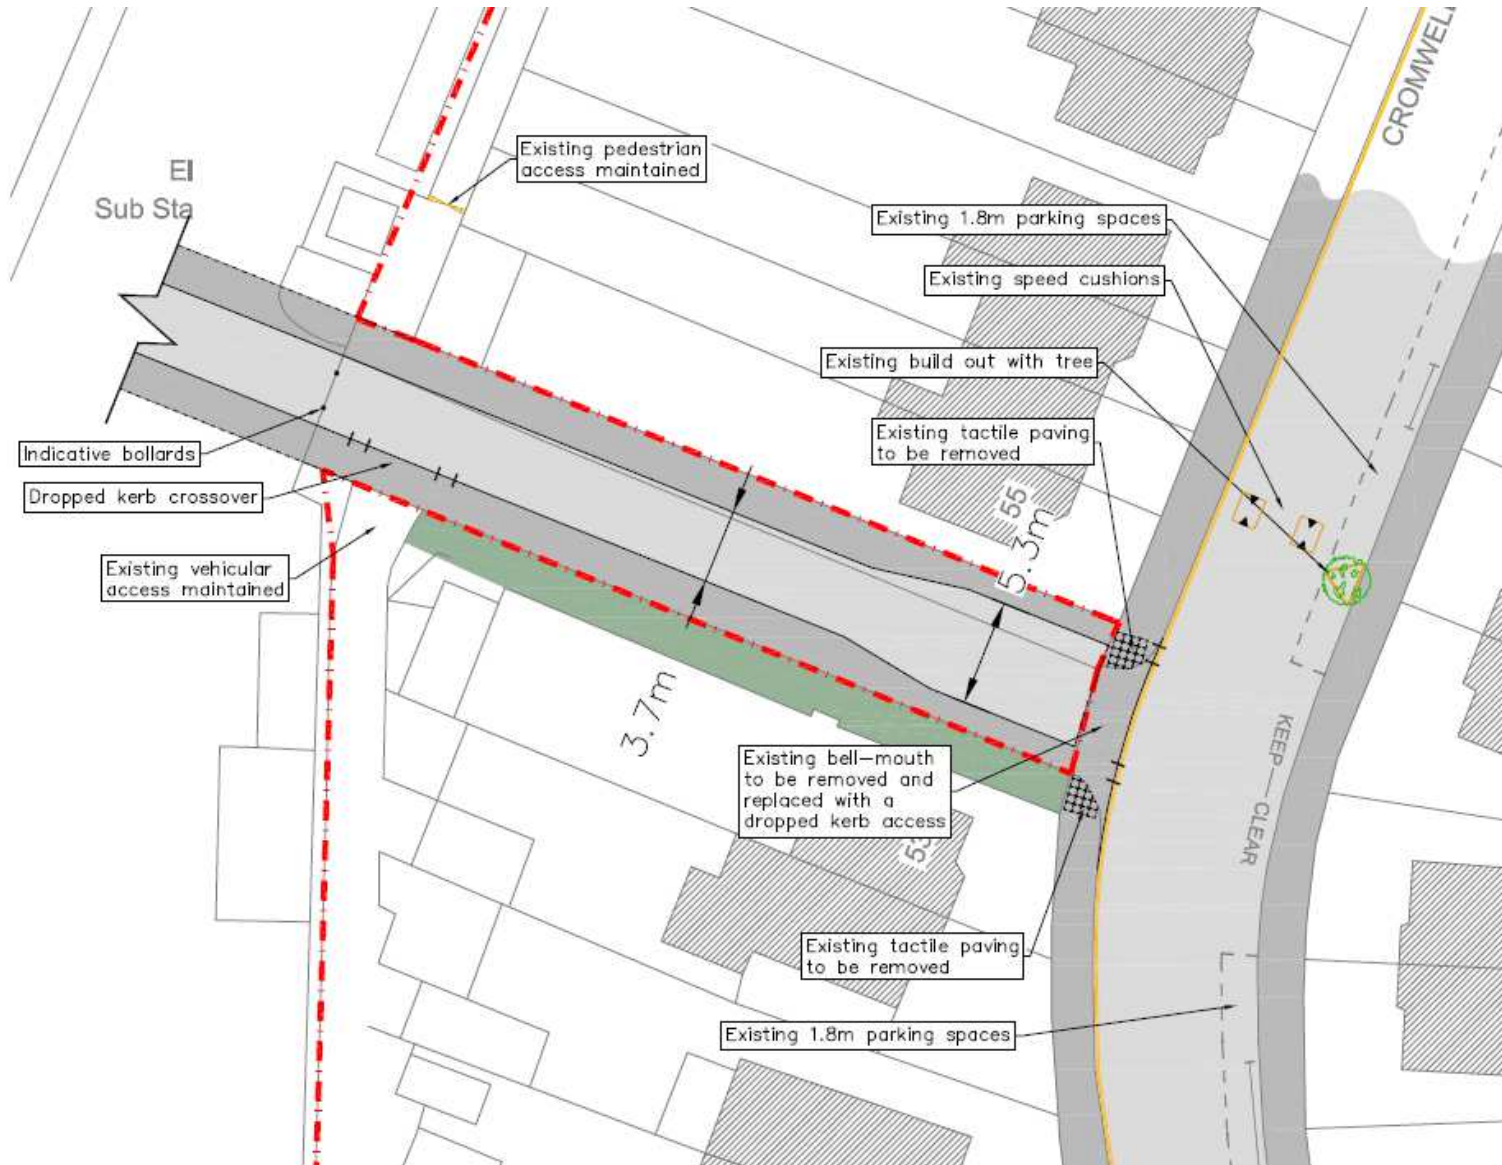 CROMWELL
El
Sub Sta
Existing pedestrian
access maintained
Existing 1.8m parking spaces
Existing speed cushions
Existing build out with tree
Existing tactile paving
to be removed
Indicative bollards
Dropped kerb crossover
Existing vehicular
access maintained
55
5.3m
3.7m
Existing bell-mouth
to be removed and
replaced with a
dropped kerb access
53
KEEP
CLEAR
Existing tactile paving
to be removed
Existing 1.8m parking spaces